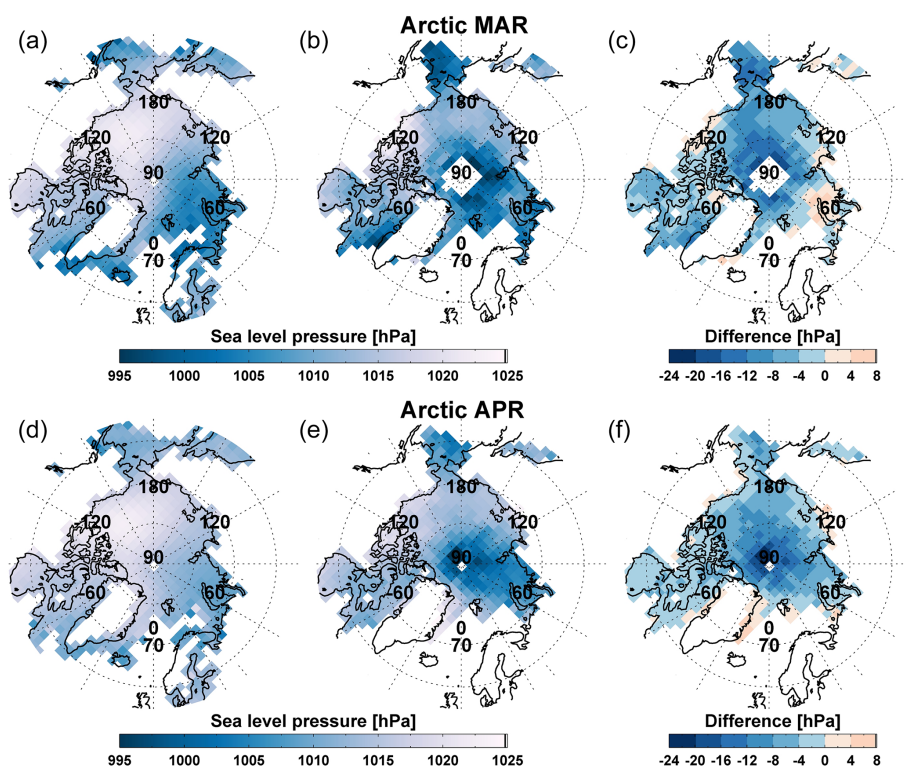 Arctic MAR
(a) (b) (c)
180 180 180
120 120 120 120 120 120
90 90 90
60 60 60 60 60 60
0 0 0
70 70 70
Sea level pressure [hPa] Difference [hPa]
995 1000 1005 1010 1015 1020 1025 -24 -20 -16 -12 -8 -4 0 4 8
Arctic APR
(d) (e) (f)
180 180 180
120 120 120 120 120 120
90 90 90
60 60 60 60 60 60
0 0 0
70 70 70
Sea level pressure [hPa] Difference [hPa]
995 1000 1005 1010 1015 1020 1025 -24 -20 -16 -12 -8 -4 0 4 8